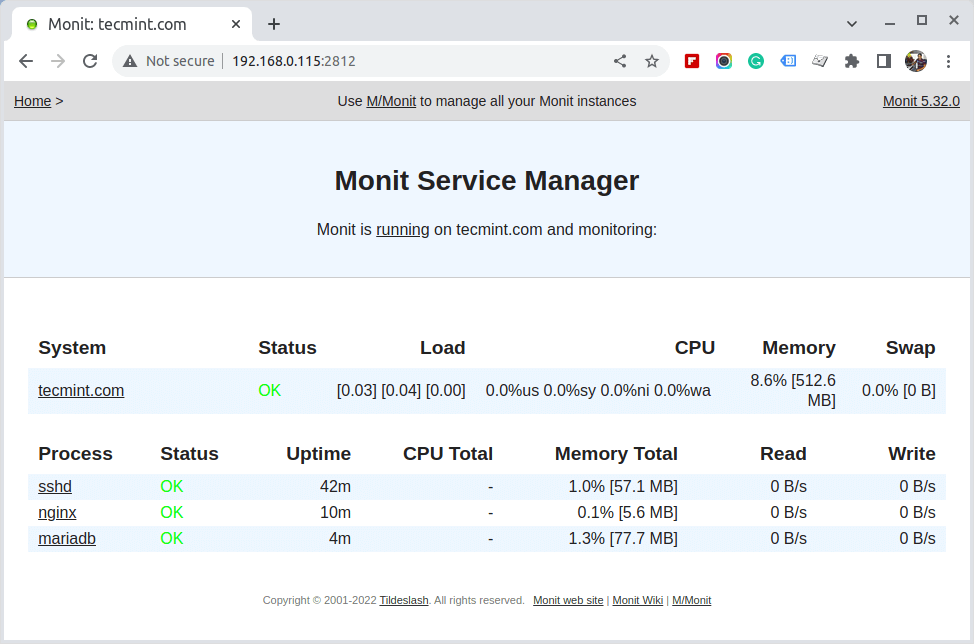 Monit: tecmint.com
Not secure 192.168.0.115:2812
Home > Use M/Monit to manage all your Monit instances Monit 5.32.0
Monit Service Manager
Monit is running on tecmint.com and monitoring:
System Status Load CPU Memory Swap
tecmint.com OK [0.03] [0.04] [0.00] 0.0%us 0.0%sy 0.0%ni 0.0%wa 8.6% [512.6 MB] 0.0% [0 B]
Process Status Uptime CPU Total Memory Total Read Write
sshd OK 42m - 1.0% [57.1 MB] 0 B/s 0 B/s
nginx OK 10m - 0.1% [5.6 MB] 0 B/s 0 B/s
mariadb OK 4m - 1.3% [77.7 MB] 0 B/s 0 B/s
Copyright © 2001-2022 Tildeslash. All rights reserved. Monit web site | Monit Wiki | M/Monit